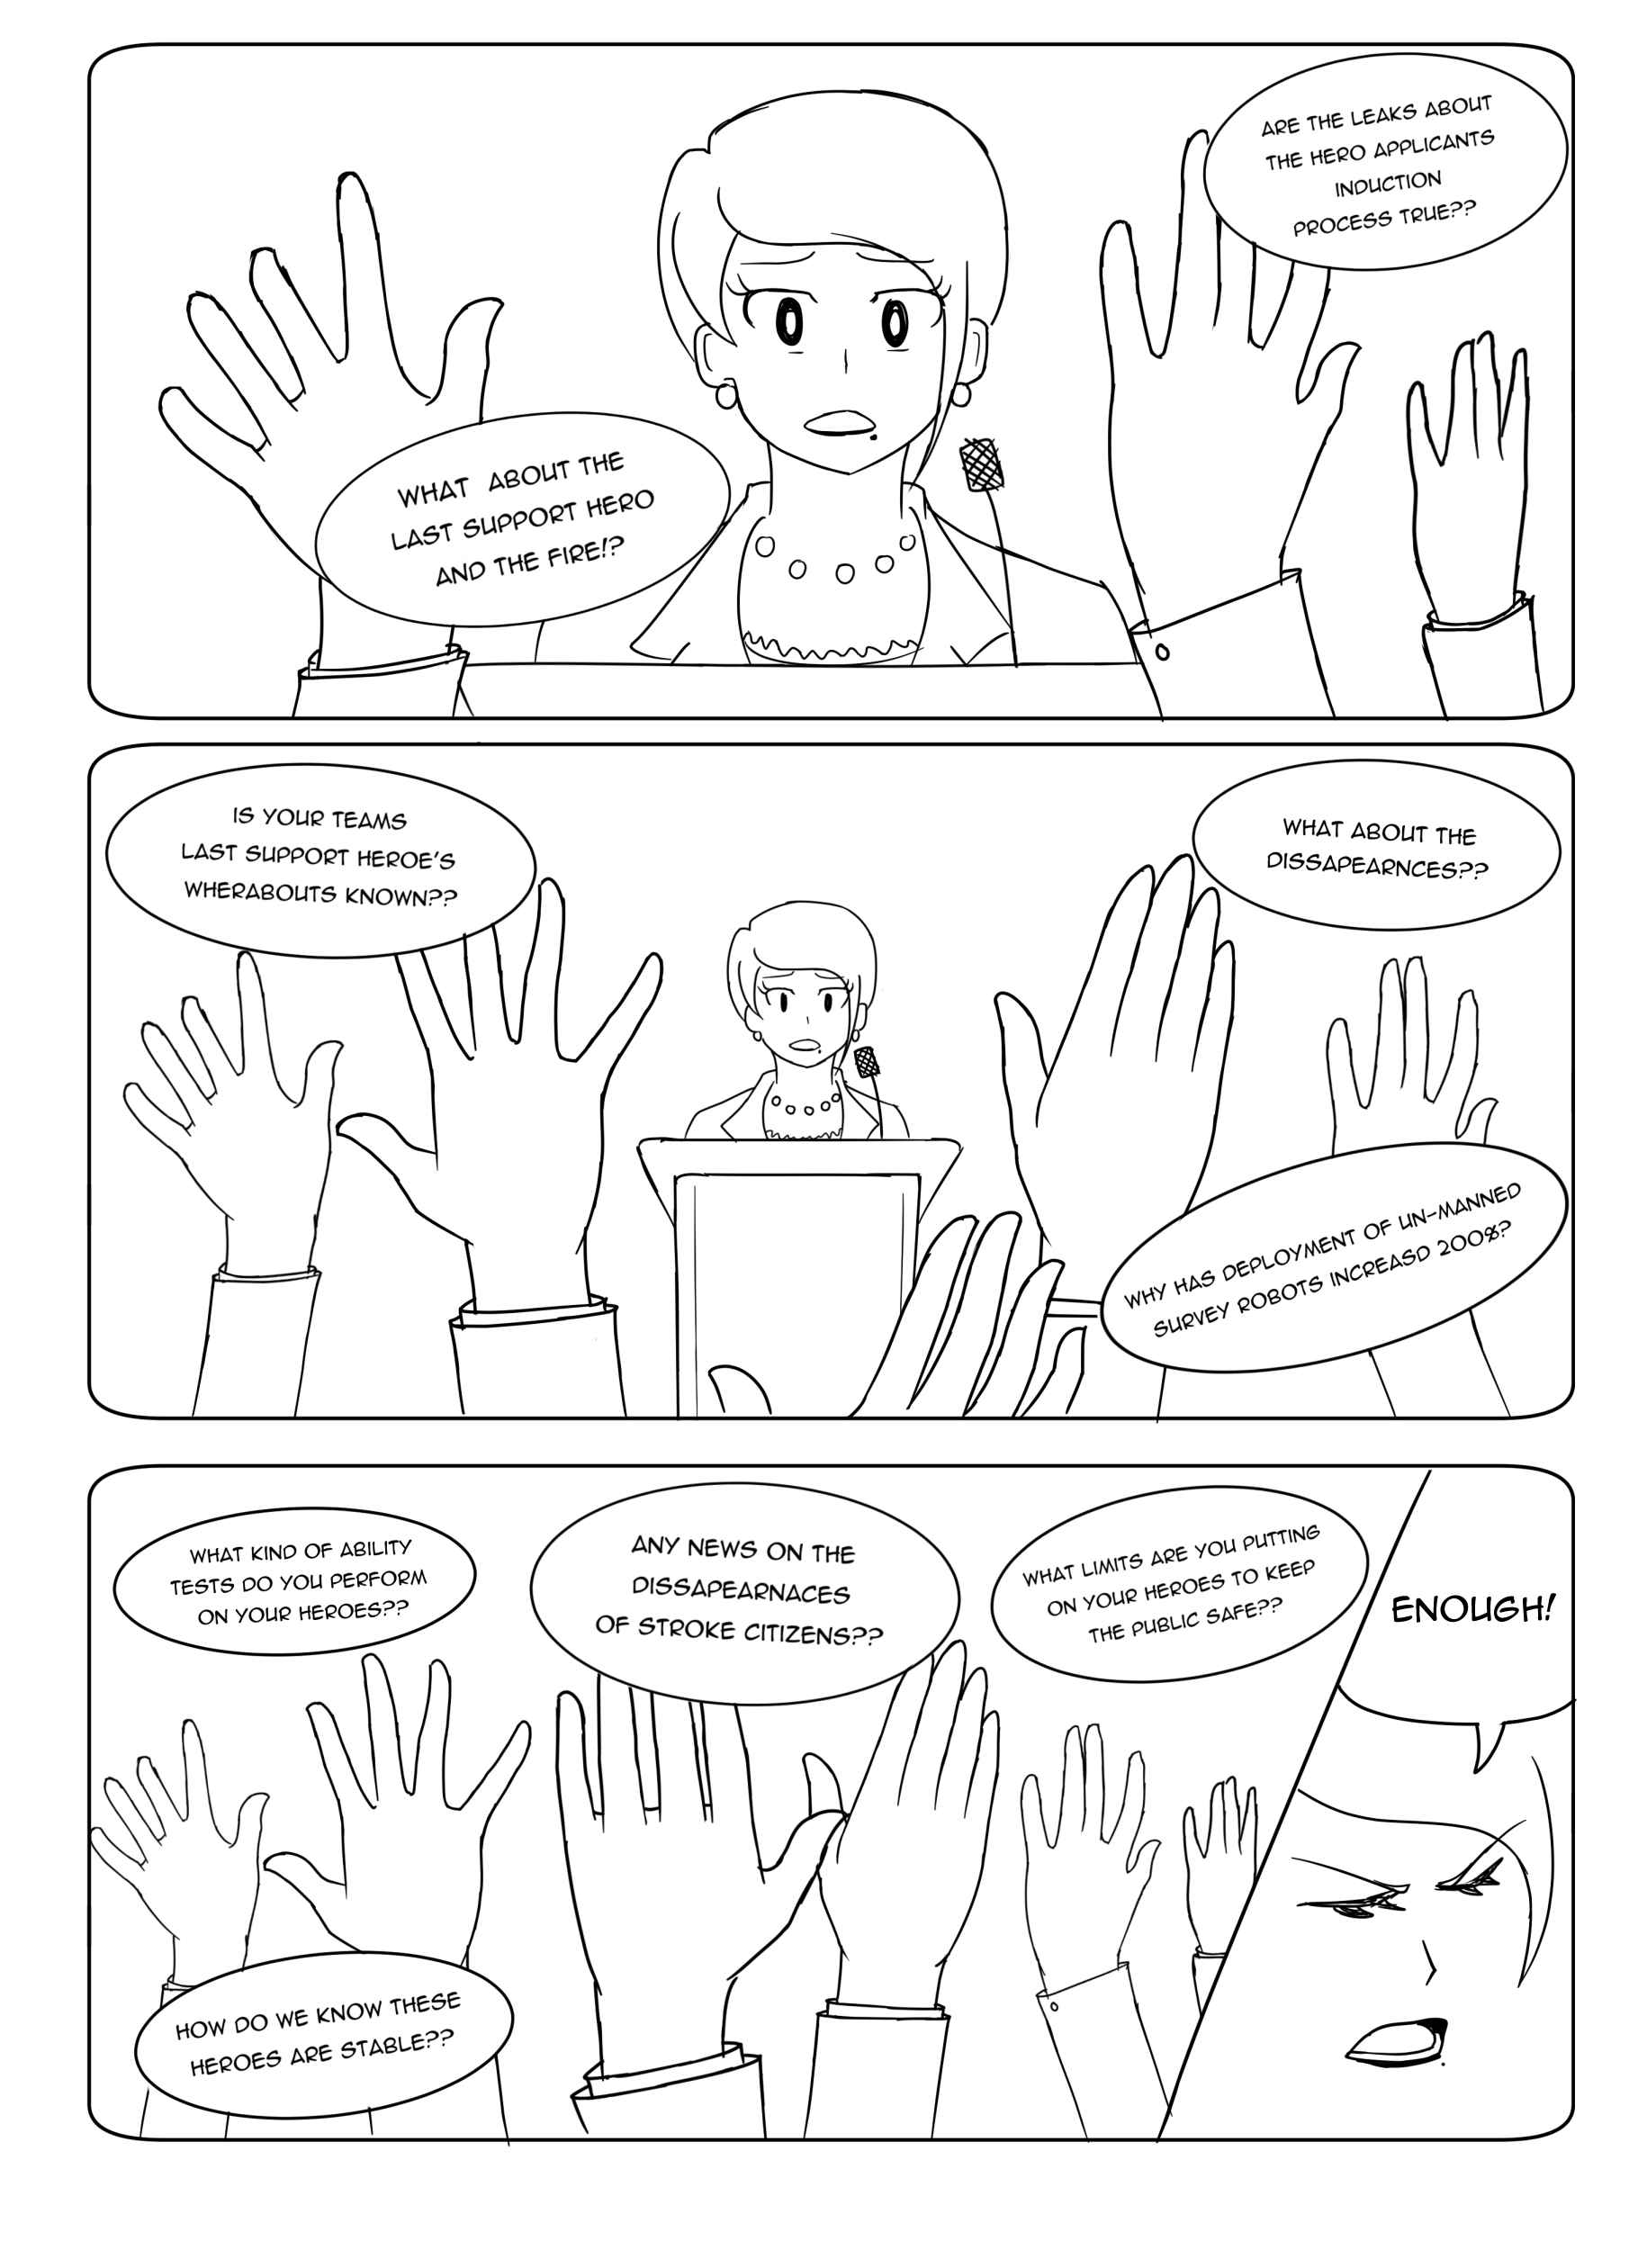 ARE THE LEAKS ABOUT
THE HERO APPLICANTS
INDUCTION
PROCESS TRUE??
WHAT ABOUT THE
LAST SUPPORT HERO
AND THE FIRE!?
IS YOUR TEAMS
LAST SUPPORT HEROE'S
WHERABOUTS KNOWN??
WHAT ABOUT THE
DISSAPEARNCES??
WHY HAS DEPLOYMENT OF UN-MANNED
SURVEY ROBOTS INCREASD 200%?
WHAT KIND OF ABILITY
TESTS DO YOU PERFORM
ON YOUR HEROES??
ANY NEWS ON THE
DISSAPEARNACES
OF STROKE CITIZENS??
WHAT LIMITS ARE YOU PUTTING
ON YOUR HEROES TO KEEP
THE PUBLIC SAFE??
ENOUGH!
HOW DO WE KNOW THESE
HEROES ARE STABLE??